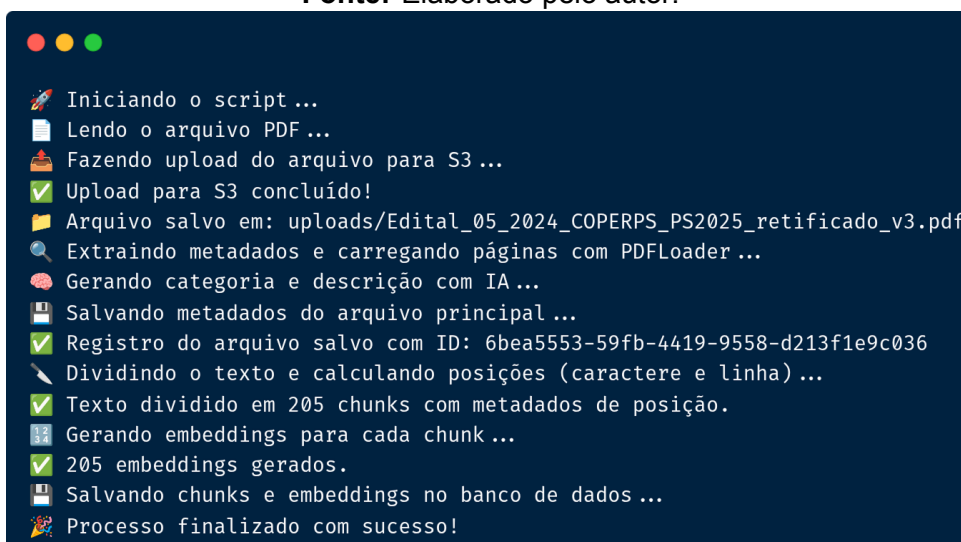 Fonte: Elaborado pelo autor.
🚀 Iniciando o script...
📄 Lendo o arquivo PDF...
📤 Fazendo upload do arquivo para S3...
✅ Upload para S3 concluído!
📁 Arquivo salvo em: uploads/Edital_05_2024_COPERPS_PS2025_retificado_v3.pdf
🔍 Extraindo metadados e carregando páginas com PDFLoader...
🧠 Gerando categoria e descrição com IA...
💾 Salvando metadados do arquivo principal...
✅ Registro do arquivo salvo com ID: 6bea5553-59fb-4419-9558-d213f1e9c036
🔪 Dividindo o texto e calculando posições (caractere e linha)...
✅ Texto dividido em 205 chunks com metadados de posição.
🔢 Gerando embeddings para cada chunk...
✅ 205 embeddings gerados.
💾 Salvando chunks e embeddings no banco de dados...
🎉 Processo finalizado com sucesso!